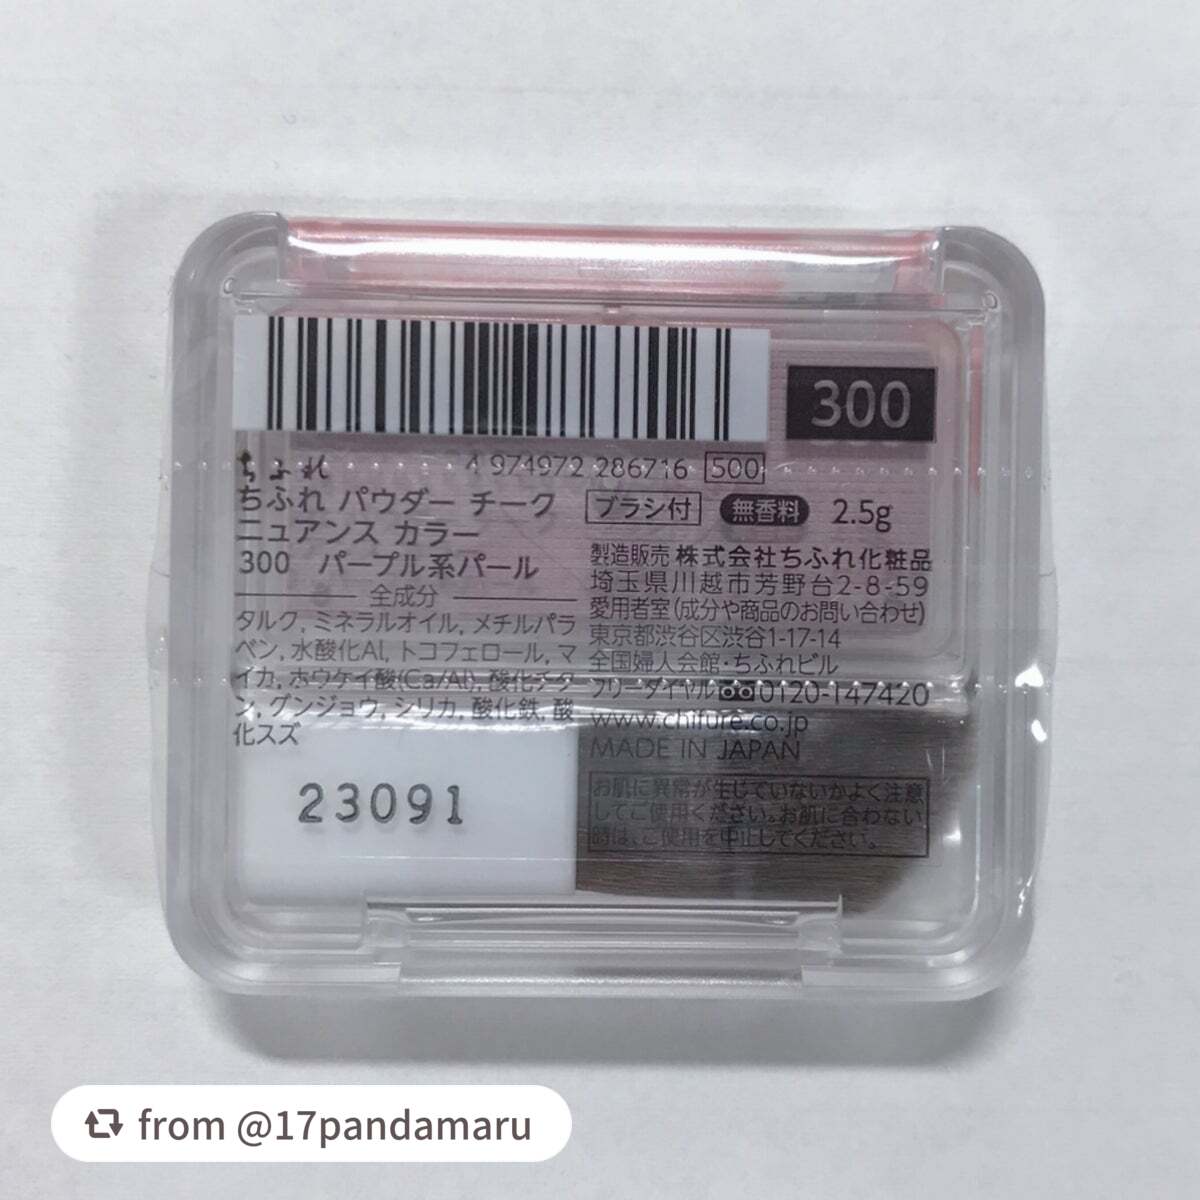 300
ちふれ
4 974972 286716 500
ちふれ パウダー チーク
ニュアンス カラー
300 パープル系パール
全成分
タルク, ミネラルオイル, メチルパラ
ベン, 水酸化Al, トコフェロール, マ
イカ, ホウケイ酸(Ca/Al), 酸化チタ
ン, グンジョウ, シリカ, 酸化鉄, 酸
化スズ
23091
ブラシ付 無香料 2.5g
製造販売 株式会社ちふれ化粧品
埼玉県川越市芳野台2-8-59
愛用者室(成分や商品のお問い合わせ)
東京都渋谷区渋谷1-17-14
全国婦人会館・ちふれビル
フリーダイヤル 0120-147420
www.chifure.co.jp
MADE IN JAPAN
お肌に異常が生じていないかよく注意
してご使用ください。お肌に合わない
時は、ご使用を中止してください。
from @17pandamaru